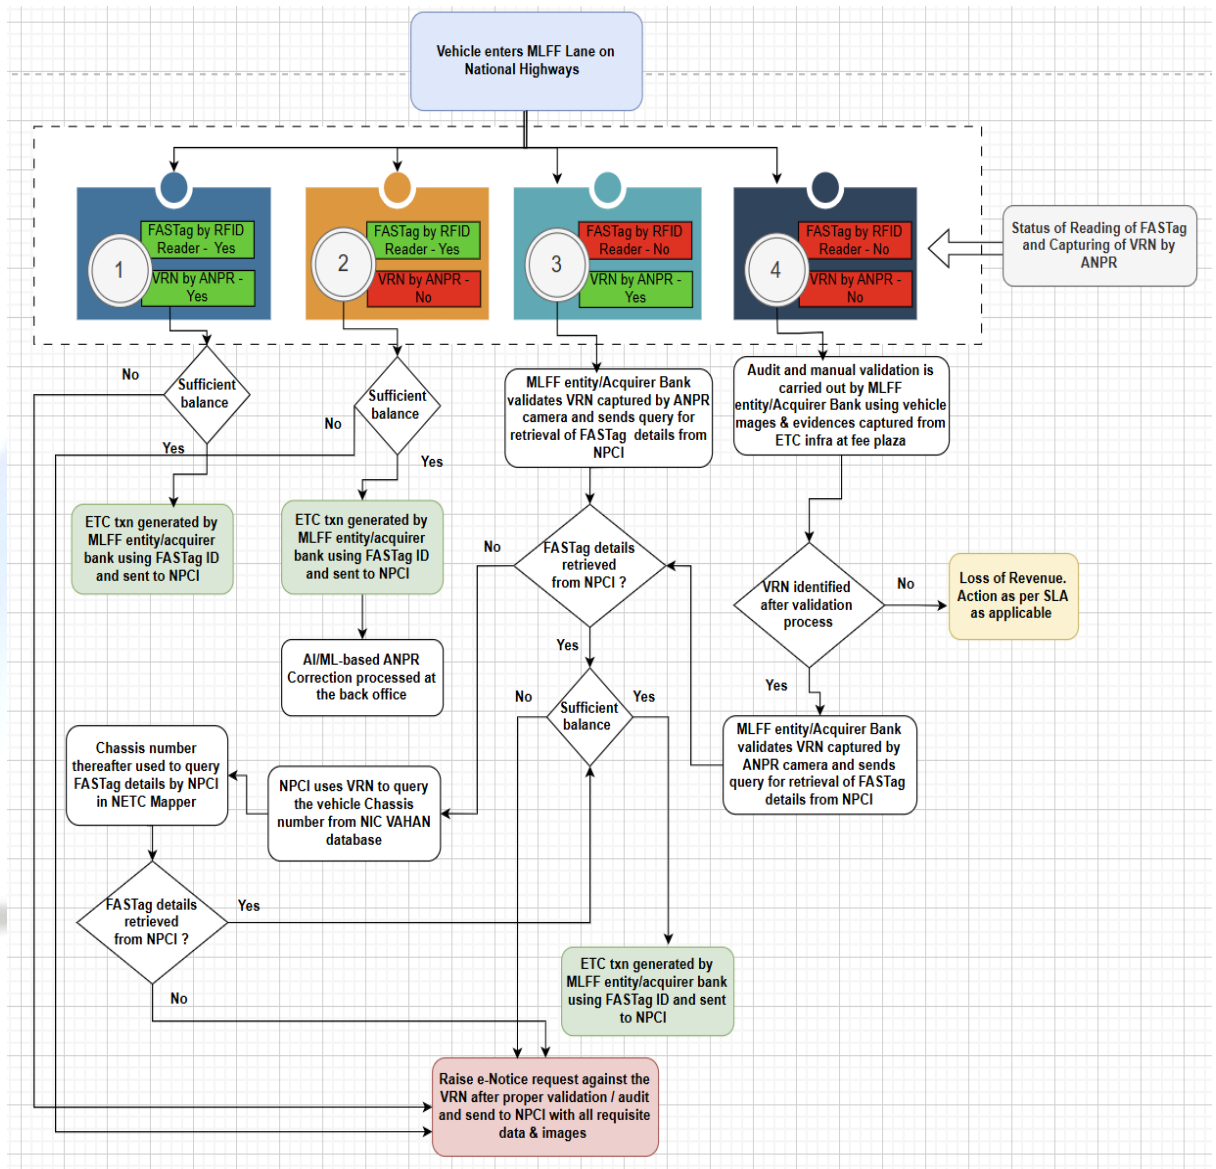 Vehicle enters MLFF Lane on
National Highways
FASTag by RFID
Reader - Yes
1
VRN by ANPR -
Yes
FASTag by RFID
Reader - Yes
2
VRN by ANPR -
No
FASTag by RFID
Reader - No
3
VRN by ANPR -
Yes
FASTag by RFID
Reader - No
4
VRN by ANPR -
No
Status of Reading of FASTag
and Capturing of VRN by
ANPR
No
Sufficient
balance
Yes
No
Sufficient
balance
Yes
MLFF entity/Acquirer Bank
validates VRN captured by ANPR
camera and sends query for
retrieval of FASTag details from
NPCI
Audit and manual validation is
carried out by MLFF
entity/Acquirer Bank using vehicle
mages & evidences captured from
ETC infra at fee plaza
ETC txn generated by
MLFF entity/acquirer
bank using FASTag ID
and sent to NPCI
ETC txn generated by
MLFF entity/acquirer
bank using FASTag ID
and sent to NPCI
No
FASTag details
retrieved
from NPCI ?
Yes
VRN identified
after validation
process
No
Yes
Loss of Revenue.
Action as per SLA
as applicable
AI/ML-based ANPR
Correction processed at
the back office
No
Sufficient
balance
Yes
MLFF entity/Acquirer Bank
validates VRN captured by
ANPR camera and sends
query for retrieval of FASTag
details from NPCI
Chassis number
thereafter used to query
FASTag details by NPCI
in NETC Mapper
NPCI uses VRN to query
the vehicle Chassis
number from NIC VAHAN
database
FASTag details
retrieved
from NPCI ?
Yes
No
ETC txn generated by
MLFF entity/acquirer bank
using FASTag ID and sent
to NPCI
Raise e-Notice request against the
VRN after proper validation / audit
and send to NPCI with all requisite
data & images